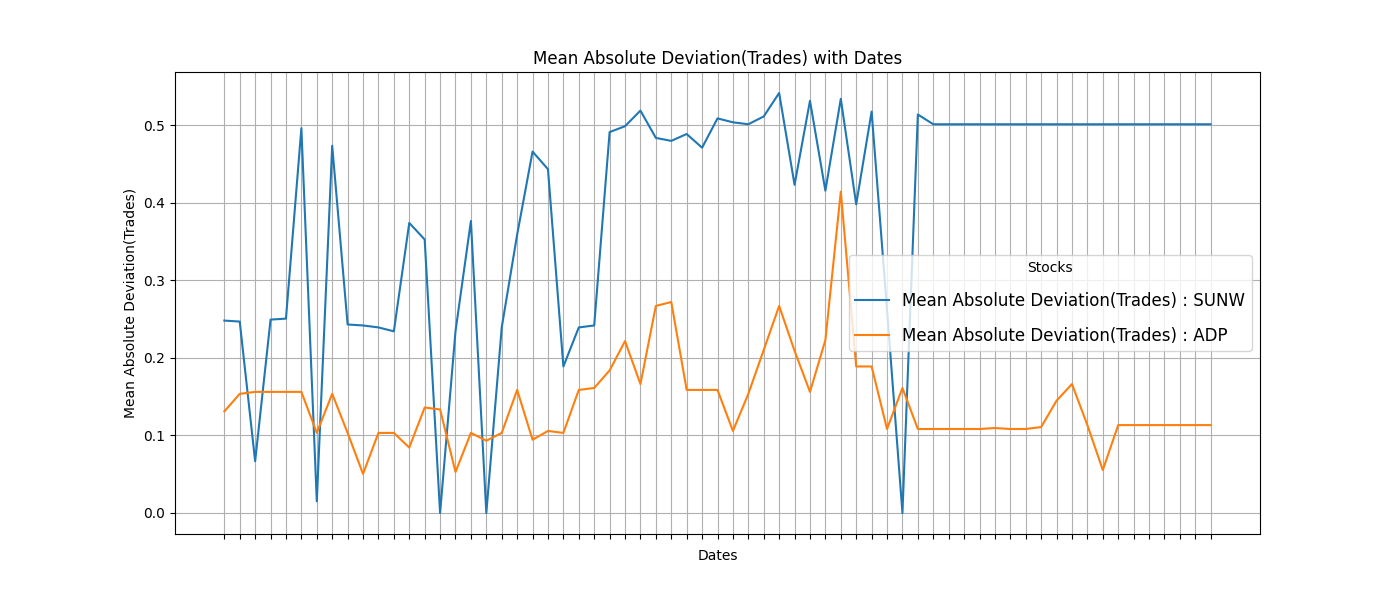 Mean Absolute Deviation(Trades) with Dates
Mean Absolute Deviation(Trades)
0.5
0.4
0.3
0.2
0.1
0.0
Stocks
Mean Absolute Deviation(Trades) : SUNW
Mean Absolute Deviation(Trades) : ADP
Dates